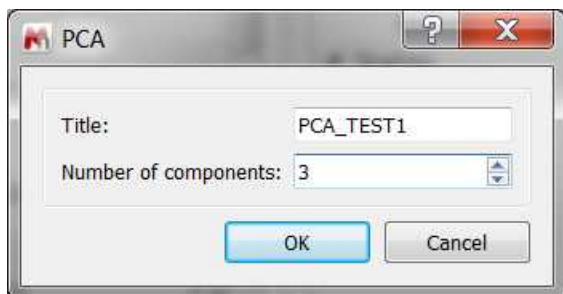 PCA
?
X
Title: PCA_TEST1
Number of components: 3
OK Cancel